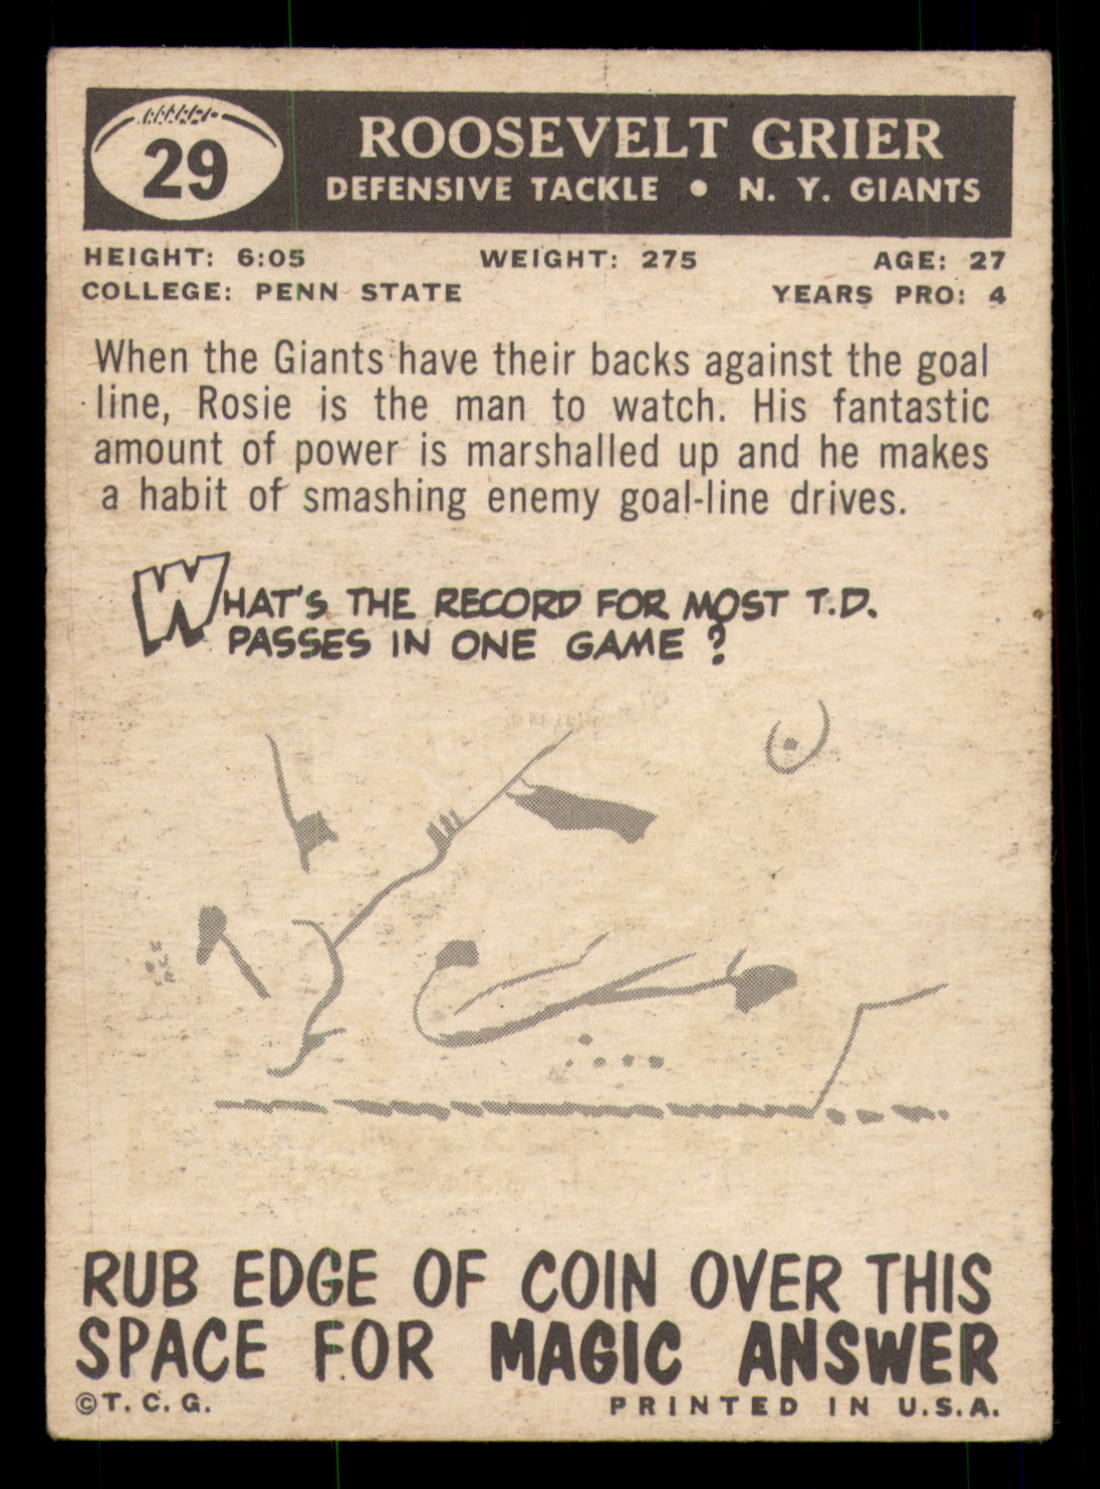 29
ROOSEVELT GRIER
DEFENSIVE TACKLE • N. Y. GIANTS
HEIGHT: 6:05 WEIGHT: 275 AGE: 27
COLLEGE: PENN STATE YEARS PRO: 4
When the Giants have their backs against the goal
line, Rosie is the man to watch. His fantastic
amount of power is marshalled up and he makes
a habit of smashing enemy goal-line drives.
WHAT'S THE RECORD FOR MOST T.D.
PASSES IN ONE GAME?
RUB EDGE OF COIN OVER THIS
SPACE FOR MAGIC ANSWER
©T. C. G. PRINTED IN U.S.A.